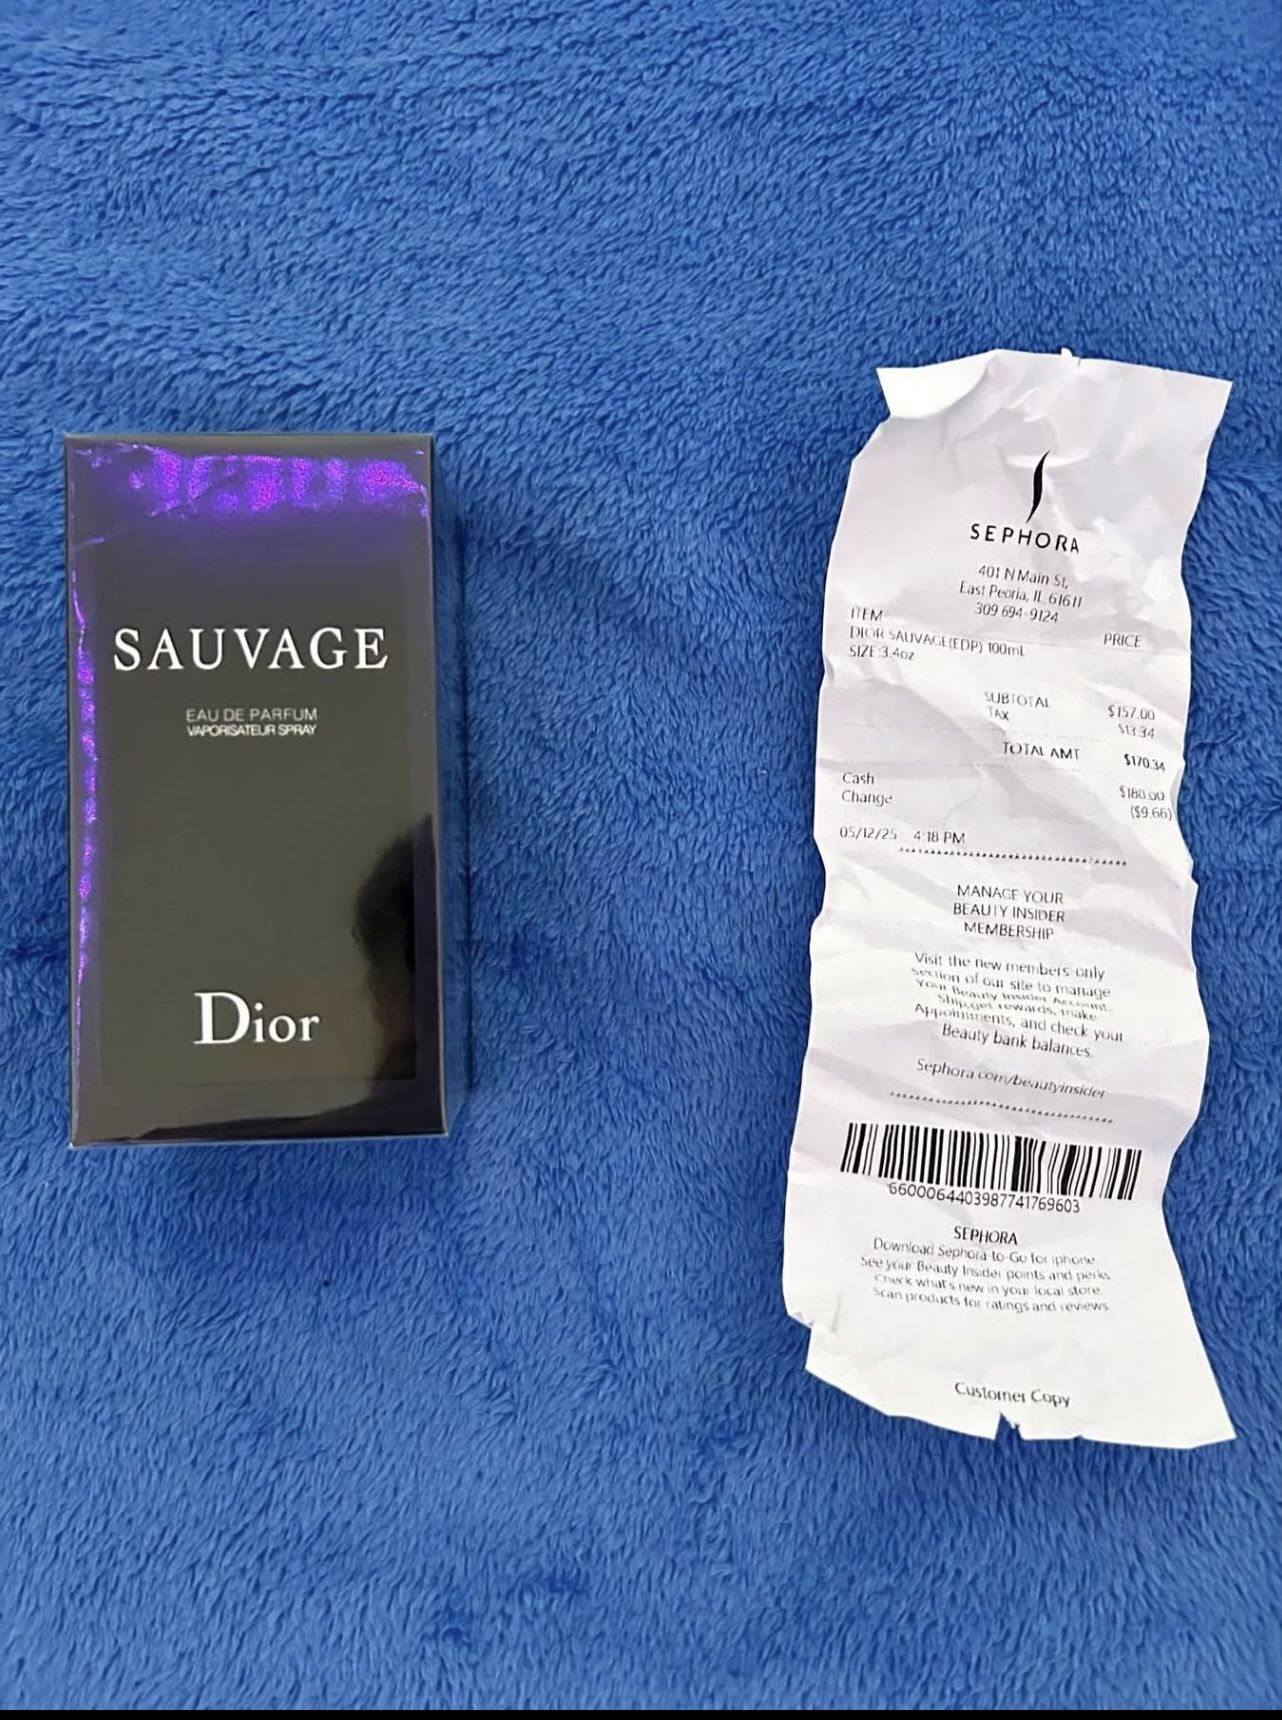 SAUVAGE
EAU DE PARFUM
VAPORISATEUR SPRAY
Dior
SEPHORA
401 N Main St,
East Peoria, IL 61611
309 694-9124
ITEM PRICE
DIOR SAUVAGE(EDP) 100mL
SIZE:3.4oz
SUBTOTAL $157.00
TAX $13.34
TOTAL AMT $170.34
Cash $180.00
Change ($9.66)
05/12/25 4:18 PM
MANAGE YOUR
BEAUTY INSIDER
MEMBERSHIP
Visit the new members only
section of our site to manage
Your Beauty Insider Account.
Ship,get rewards, make
Appointments, and check your
Beauty bank balances.
Sephora.com/beautyinsider
6600064403987741769603
SEPHORA
Download Sephora-to-Go for iphone
See your Beauty Insider points and perks.
Check what's new in your local store.
Scan products for ratings and reviews
Customer Copy